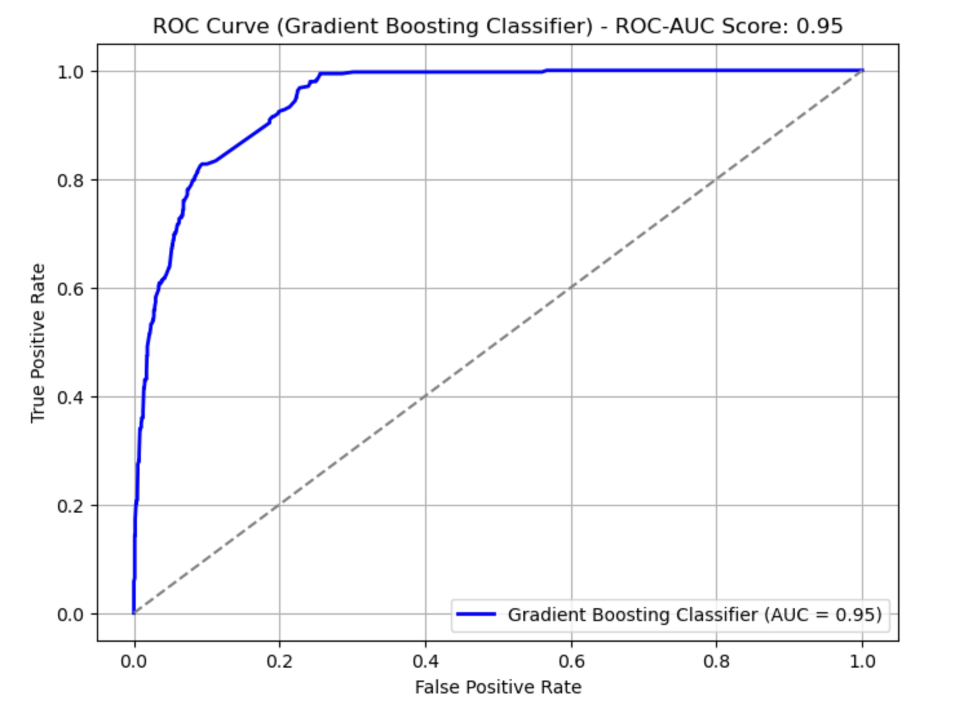 ROC Curve (Gradient Boosting Classifier) - ROC-AUC Score: 0.95
True Positive Rate
1.0
0.8
0.6
0.4
0.2
0.0
Gradient Boosting Classifier (AUC = 0.95)
0.0 0.2 0.4 0.6 0.8 1.0
False Positive Rate